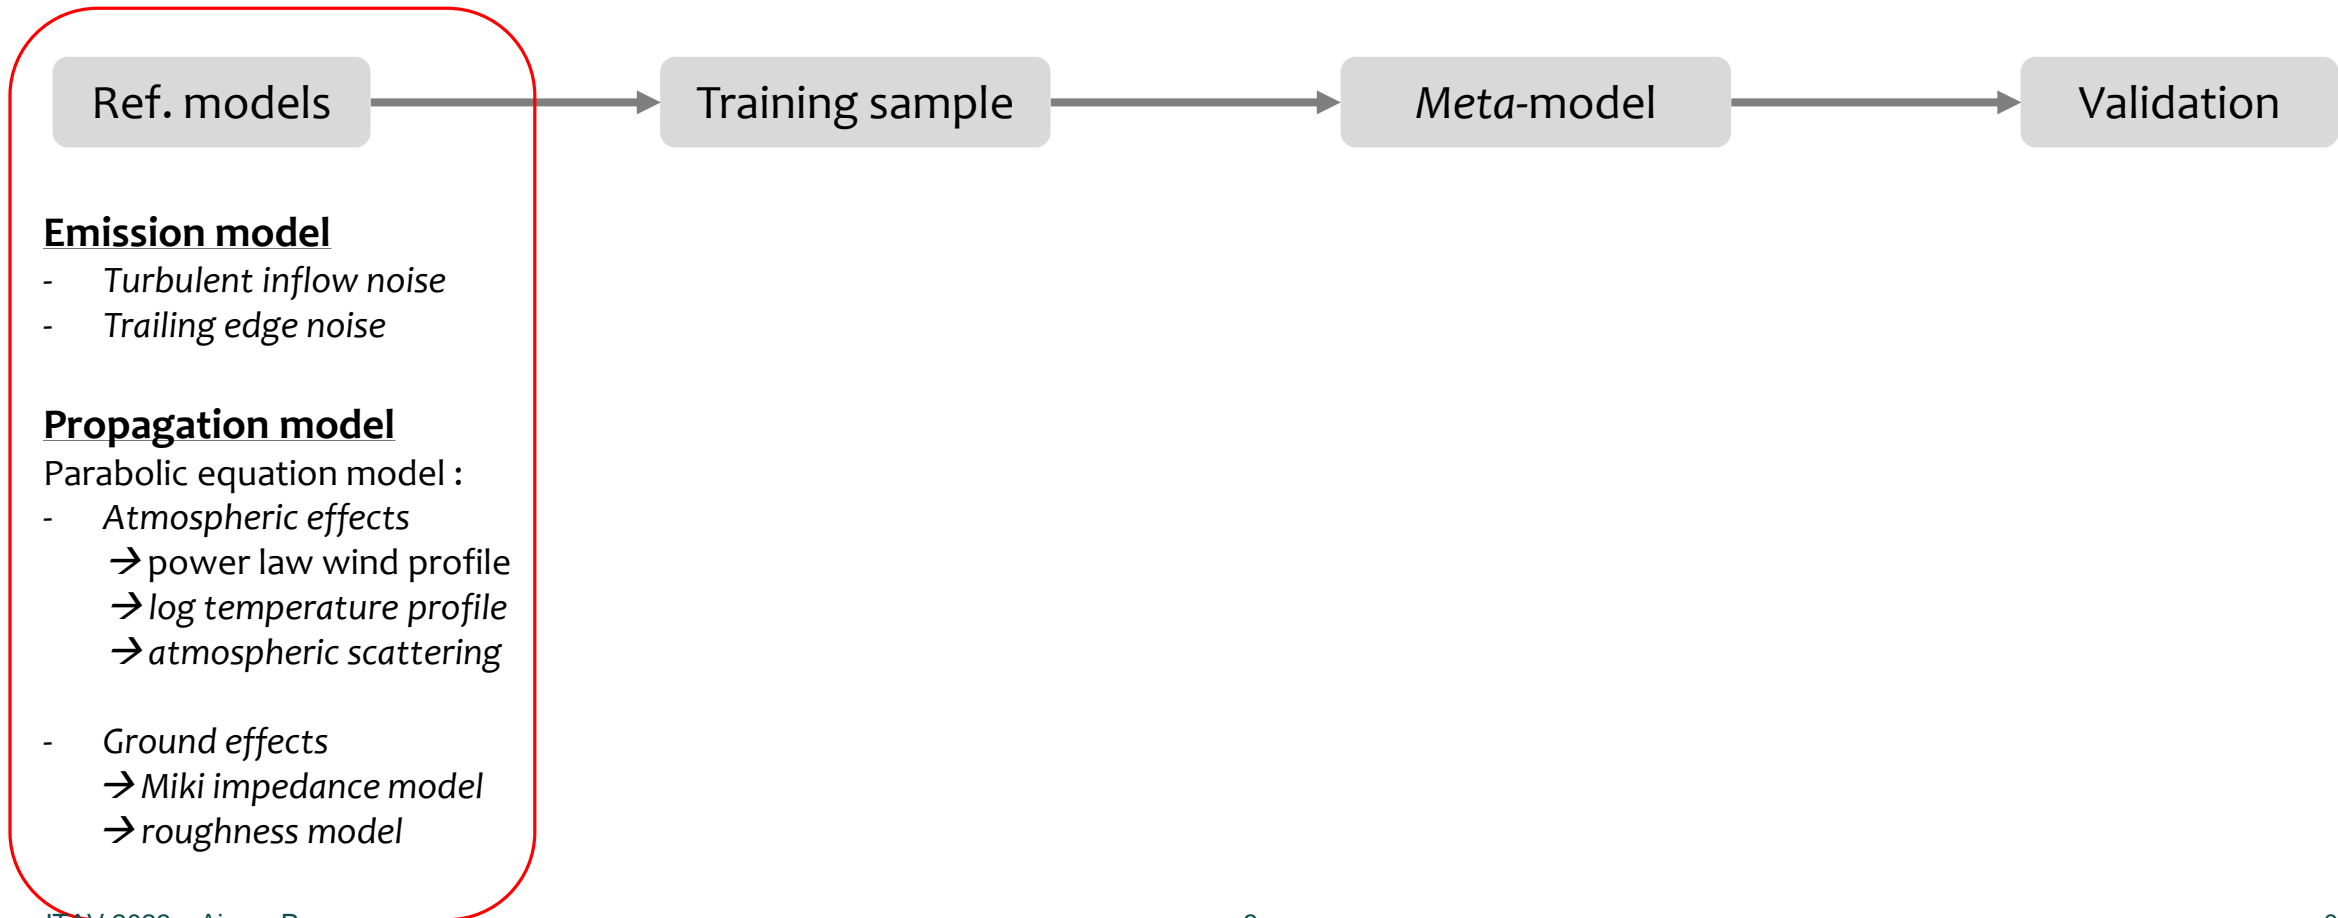 Ref. models
Training sample
Meta-model
Validation
Emission model
- Turbulent inflow noise
- Trailing edge noise
Propagation model
Parabolic equation model :
- Atmospheric effects
→ power law wind profile
→ log temperature profile
→ atmospheric scattering
- Ground effects
→ Miki impedance model
→ roughness model